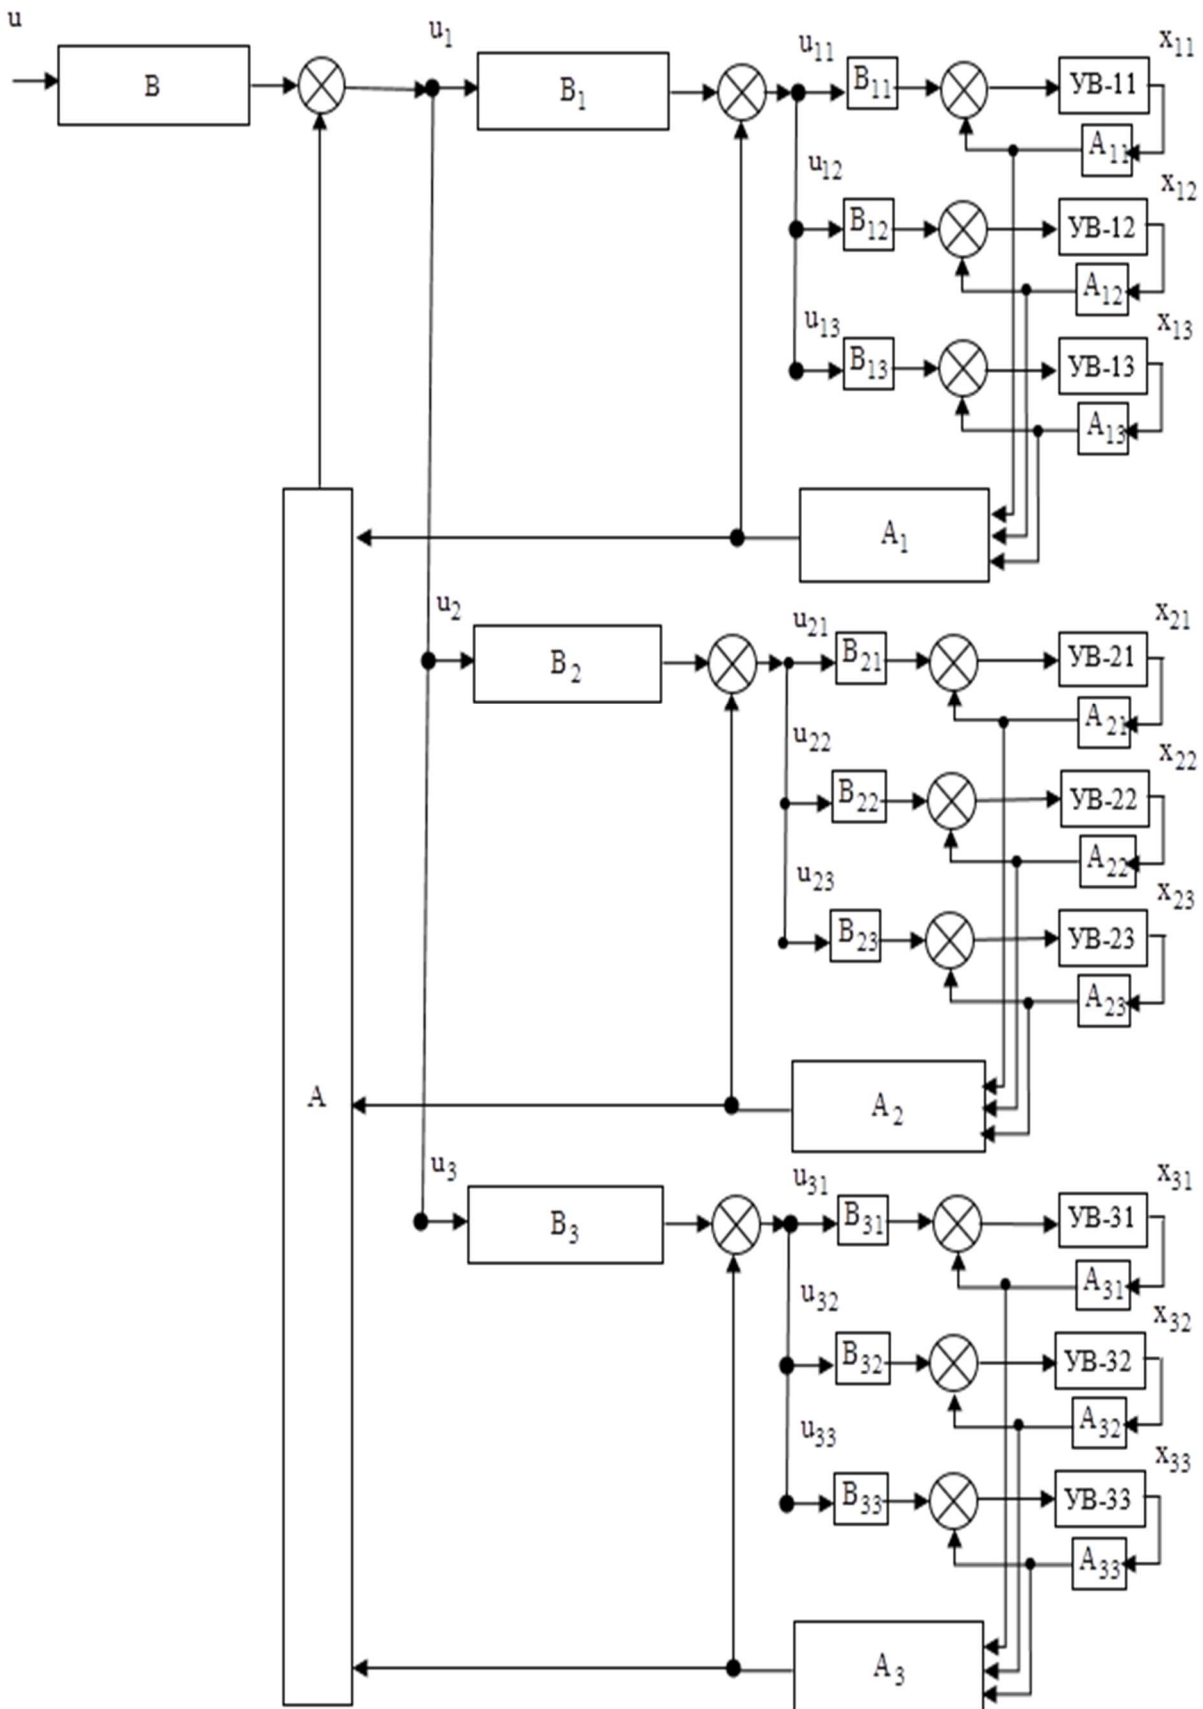 u
B
u₁
B₁
u₁₁
B₁₁
УВ-11
x₁₁
A₁₁
u₁₂
B₁₂
УВ-12
x₁₂
A₁₂
u₁₃
B₁₃
УВ-13
x₁₃
A₁₃
A₁
u₂
B₂
u₂₁
B₂₁
УВ-21
x₂₁
A₂₁
u₂₂
B₂₂
УВ-22
x₂₂
A₂₂
u₂₃
B₂₃
УВ-23
x₂₃
A₂₃
A
A₂
u₃
B₃
u₃₁
B₃₁
УВ-31
x₃₁
A₃₁
u₃₂
B₃₂
УВ-32
x₃₂
A₃₂
u₃₃
B₃₃
УВ-33
x₃₃
A₃₃
A₃